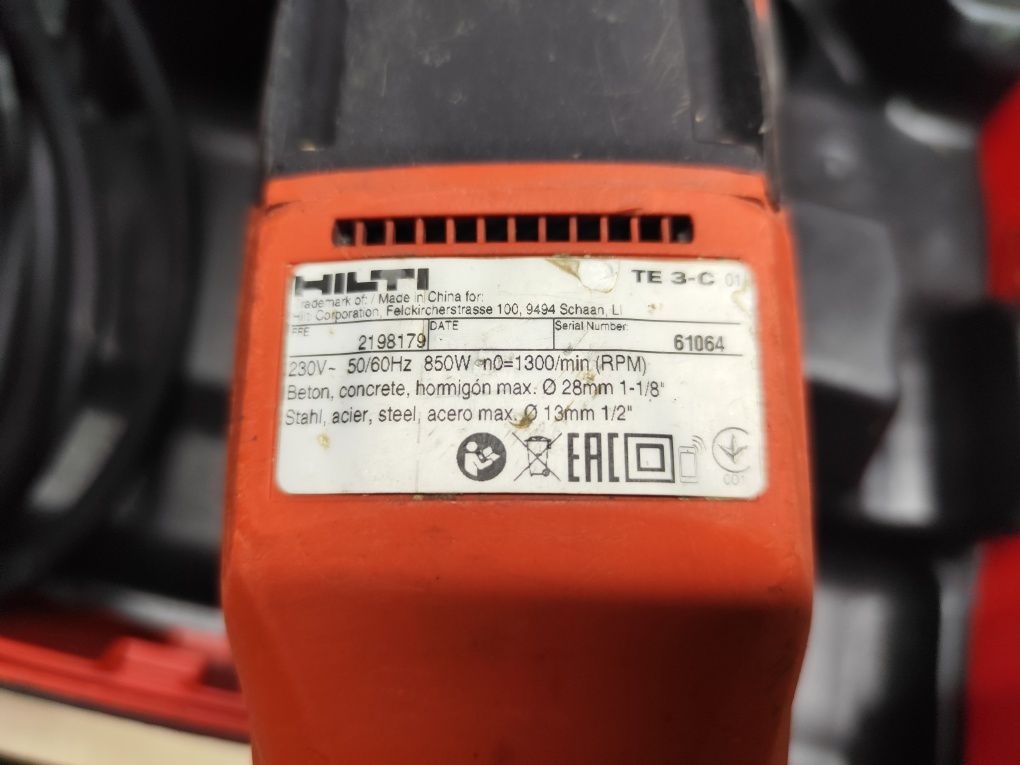 HILTI TE 3-C 01
Trademark of: / Made in China for:
Hilti Corporation, Feldkircherstrasse 100, 9494 Schaan, LI
DATE Serial Number:
2198179 61064
230V~ 50/60Hz 850W n0=1300/min (RPM)
Beton, concrete, hormigón max. Ø 28mm 1-1/8"
Stahl, acier, steel, acero max. Ø 13mm 1/2"
EAC
001